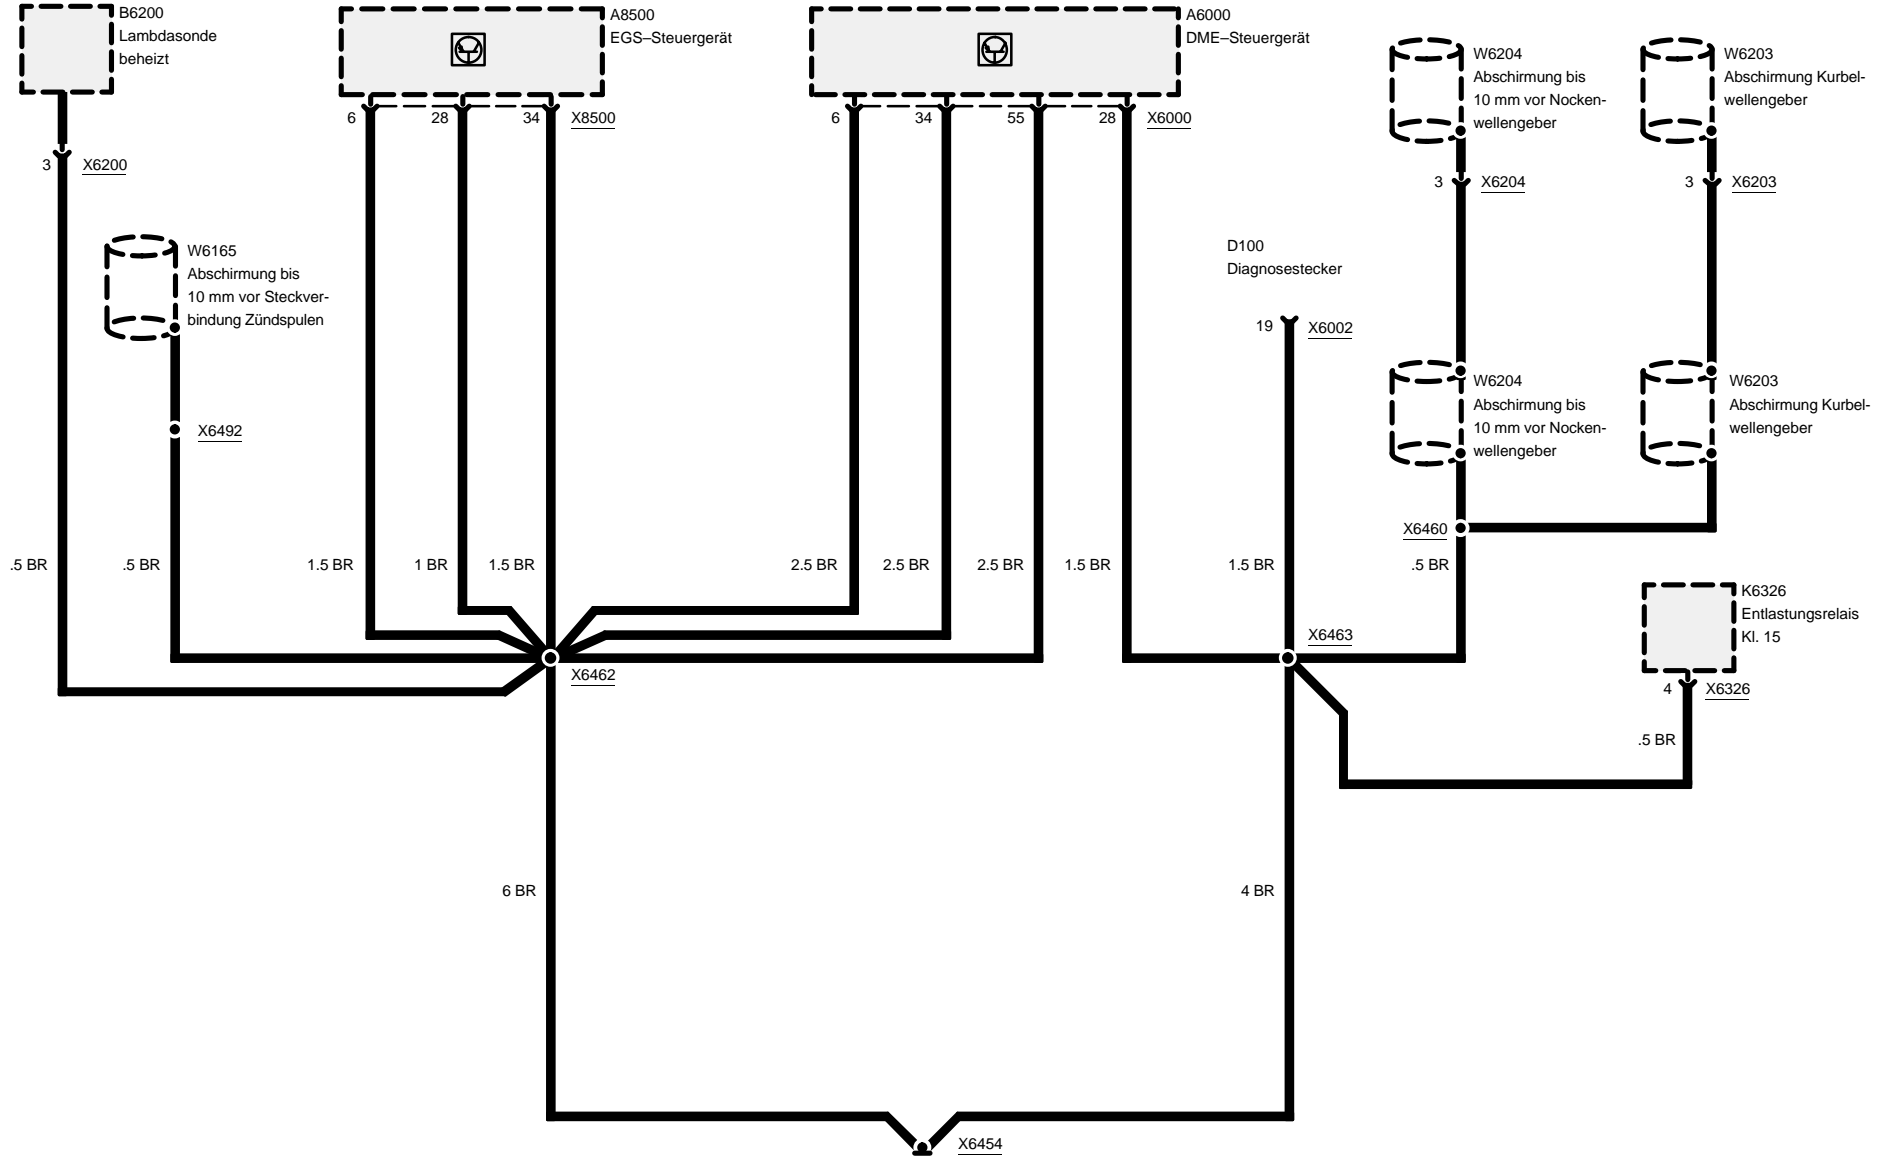 B6200
Lambdasonde
beheizt
A8500
EGS–Steuergerät
A6000
DME–Steuergerät
W6204
Abschirmung bis
10 mm vor Nocken-
wellengeber
W6203
Abschirmung Kurbel-
wellengeber
6 28 34 X8500
6 34 55 28 X6000
3 X6200
3 X6204
3 X6203
W6165
Abschirmung bis
10 mm vor Steckver-
bindung Zündspulen
D100
Diagnosestecker
19 X6002
W6204
Abschirmung bis
10 mm vor Nocken-
wellengeber
W6203
Abschirmung Kurbel-
wellengeber
X6492
X6460
.5 BR .5 BR 1.5 BR 1 BR 1.5 BR 2.5 BR 2.5 BR 2.5 BR 1.5 BR 1.5 BR .5 BR
K6326
Entlastungsrelais
Kl. 15
X6463
X6462
4 X6326
.5 BR
6 BR 4 BR
X6454